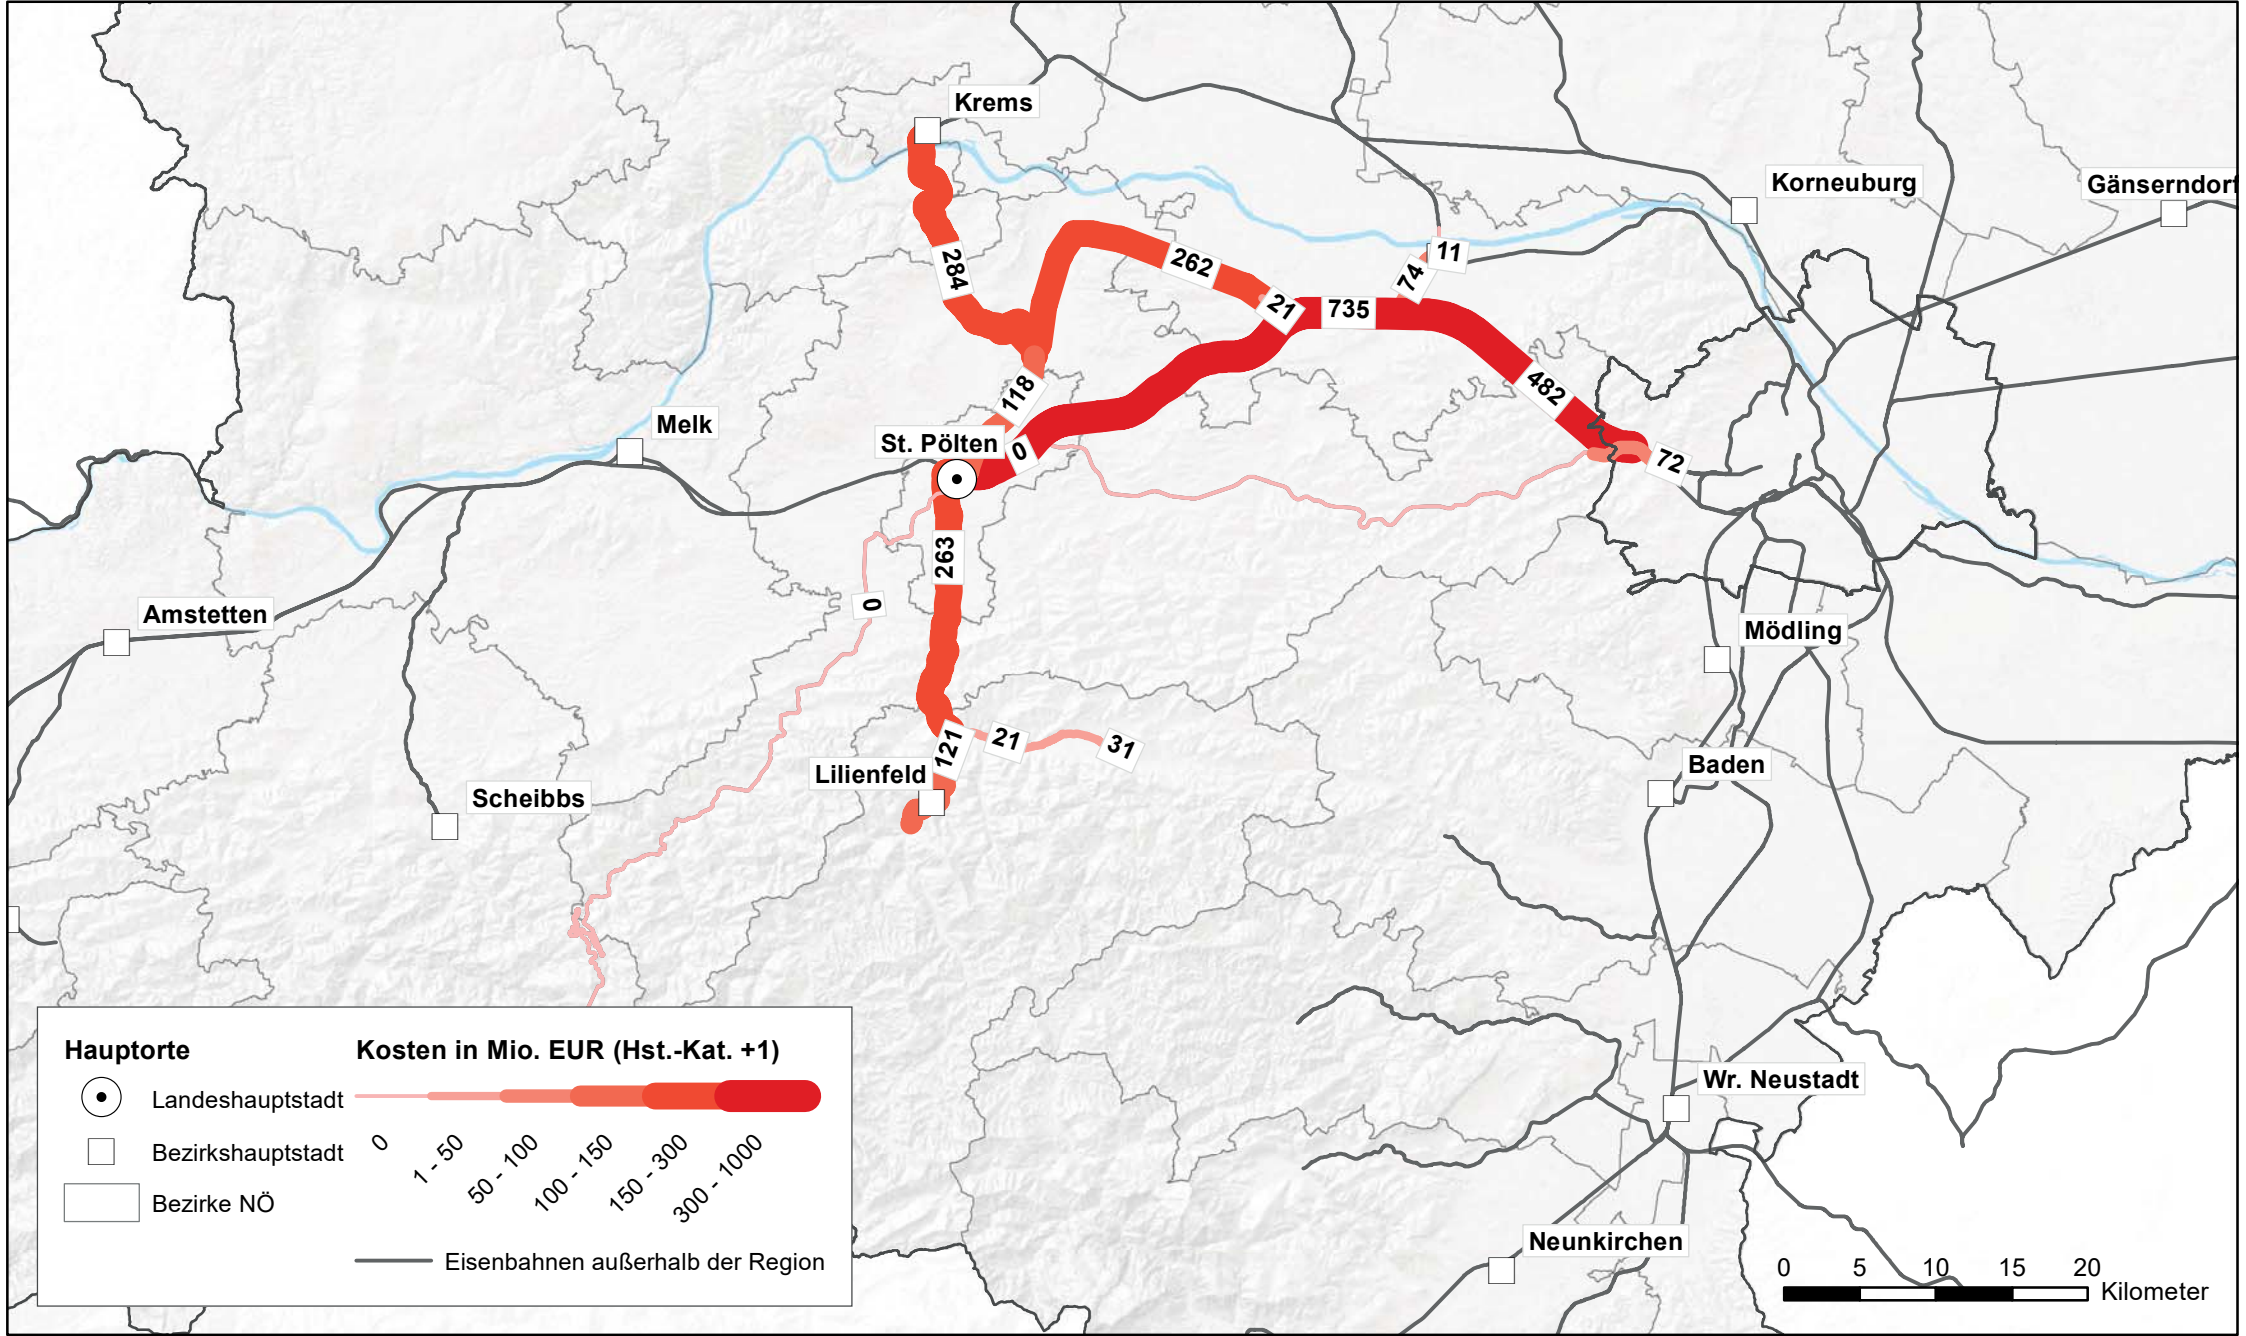 Krems
Korneuburg
Gänserndorf
11
74
262
284
21
735
118
482
Melk
St. Pölten
0
72
263
0
Amstetten
Mödling
121
21
31
Lilienfeld
Baden
Scheibbs
Hauptorte
Landeshauptstadt
Bezirkshauptstadt
Bezirke NÖ
Kosten in Mio. EUR (Hst.-Kat. +1)
0
1 - 50
50 - 100
100 - 150
150 - 300
300 - 1000
Eisenbahnen außerhalb der Region
Wr. Neustadt
Neunkirchen
0 5 10 15 20
Kilometer